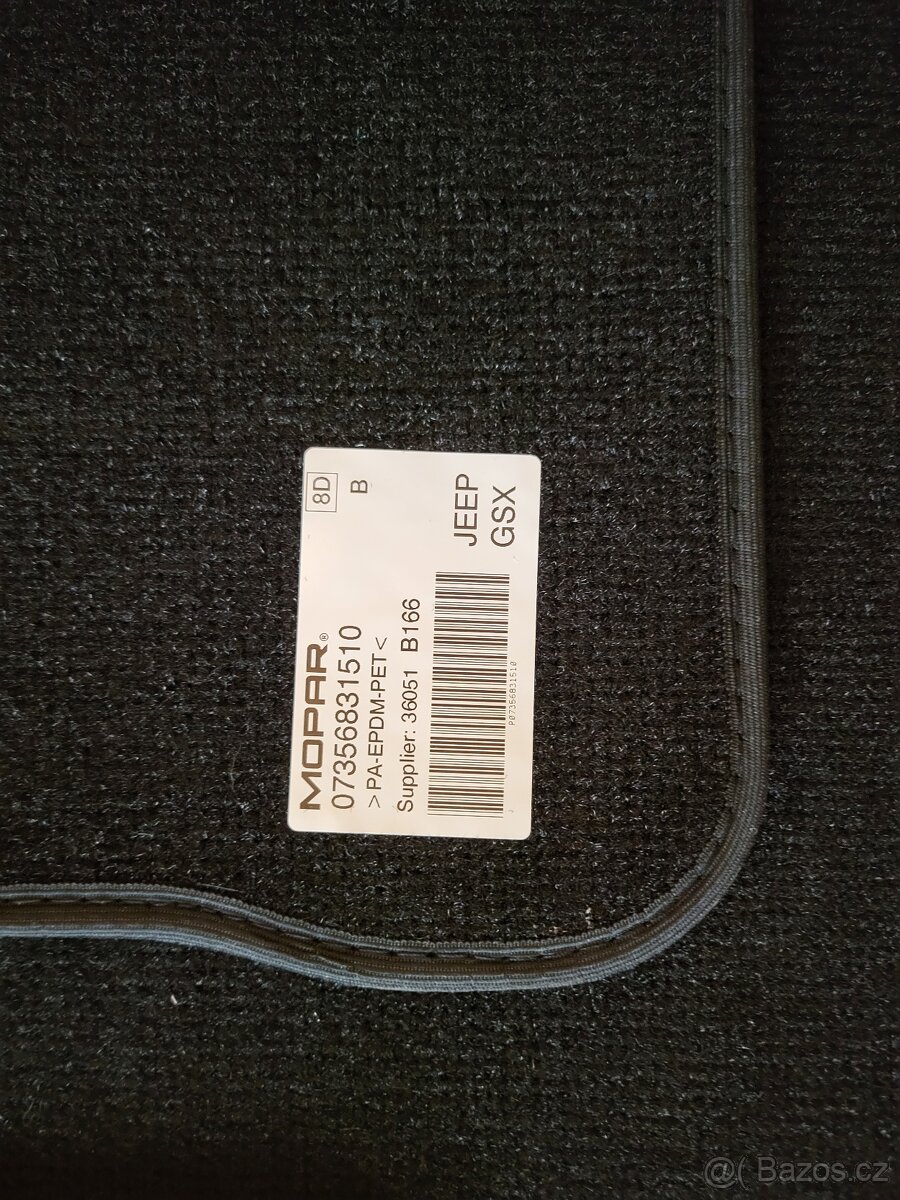 MOPAR®
07356831510
>PA-EPDM-PET<
Supplier: 36051 B166
P07356831510
8D
B
JEEP
GSX
@( Bazos.cz